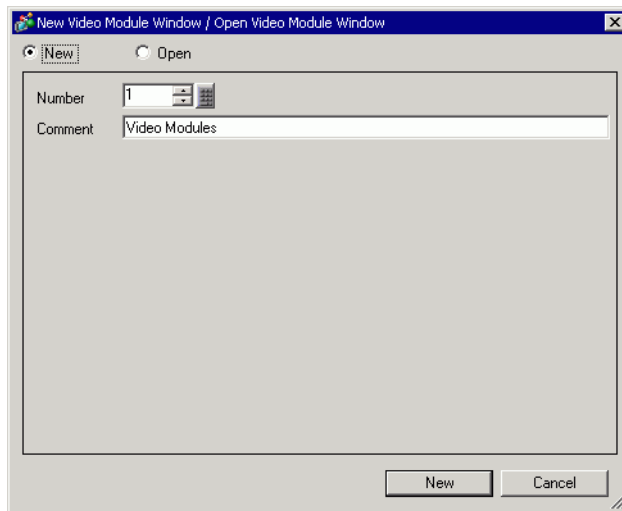 New Video Module Window / Open Video Module Window
New Open
Number 1
Comment Video Modules
New Cancel